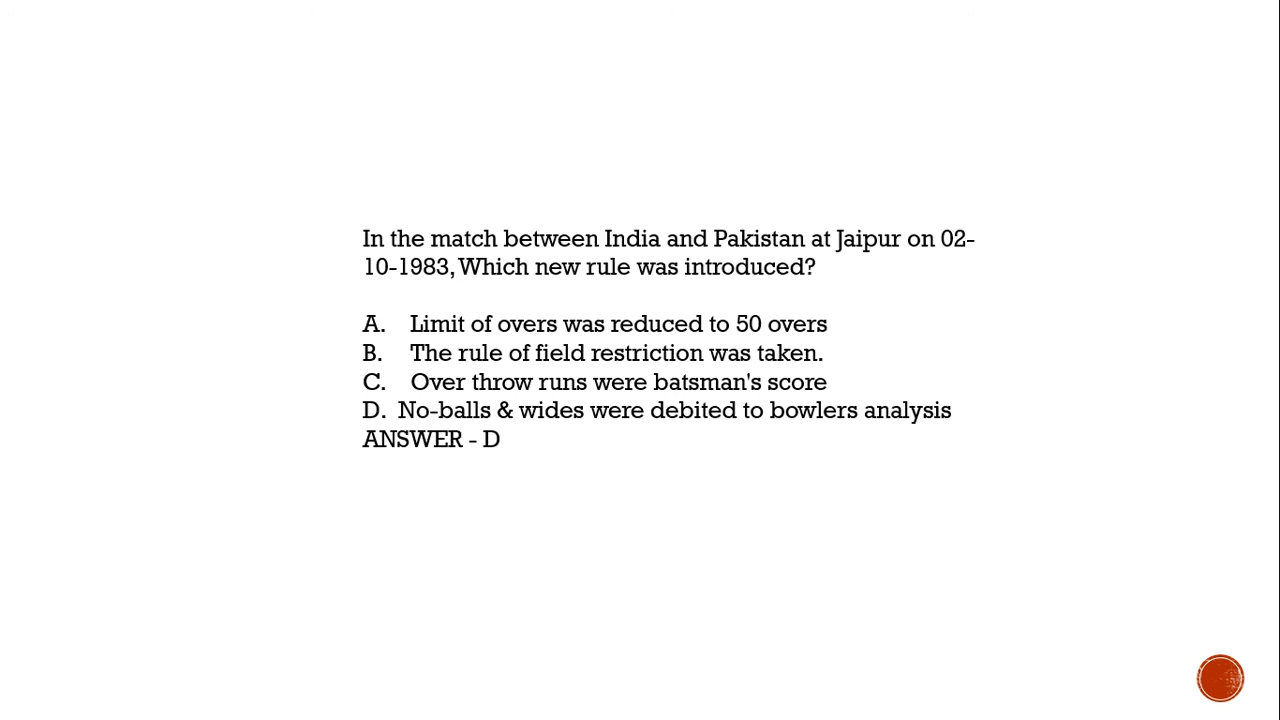 In the match between India and Pakistan at Jaipur on 02-
10-1983, Which new rule was introduced?
A. Limit of overs was reduced to 50 overs
B. The rule of field restriction was taken.
C. Over throw runs were batsman's score
D. No-balls & wides were debited to bowlers analysis
ANSWER - D